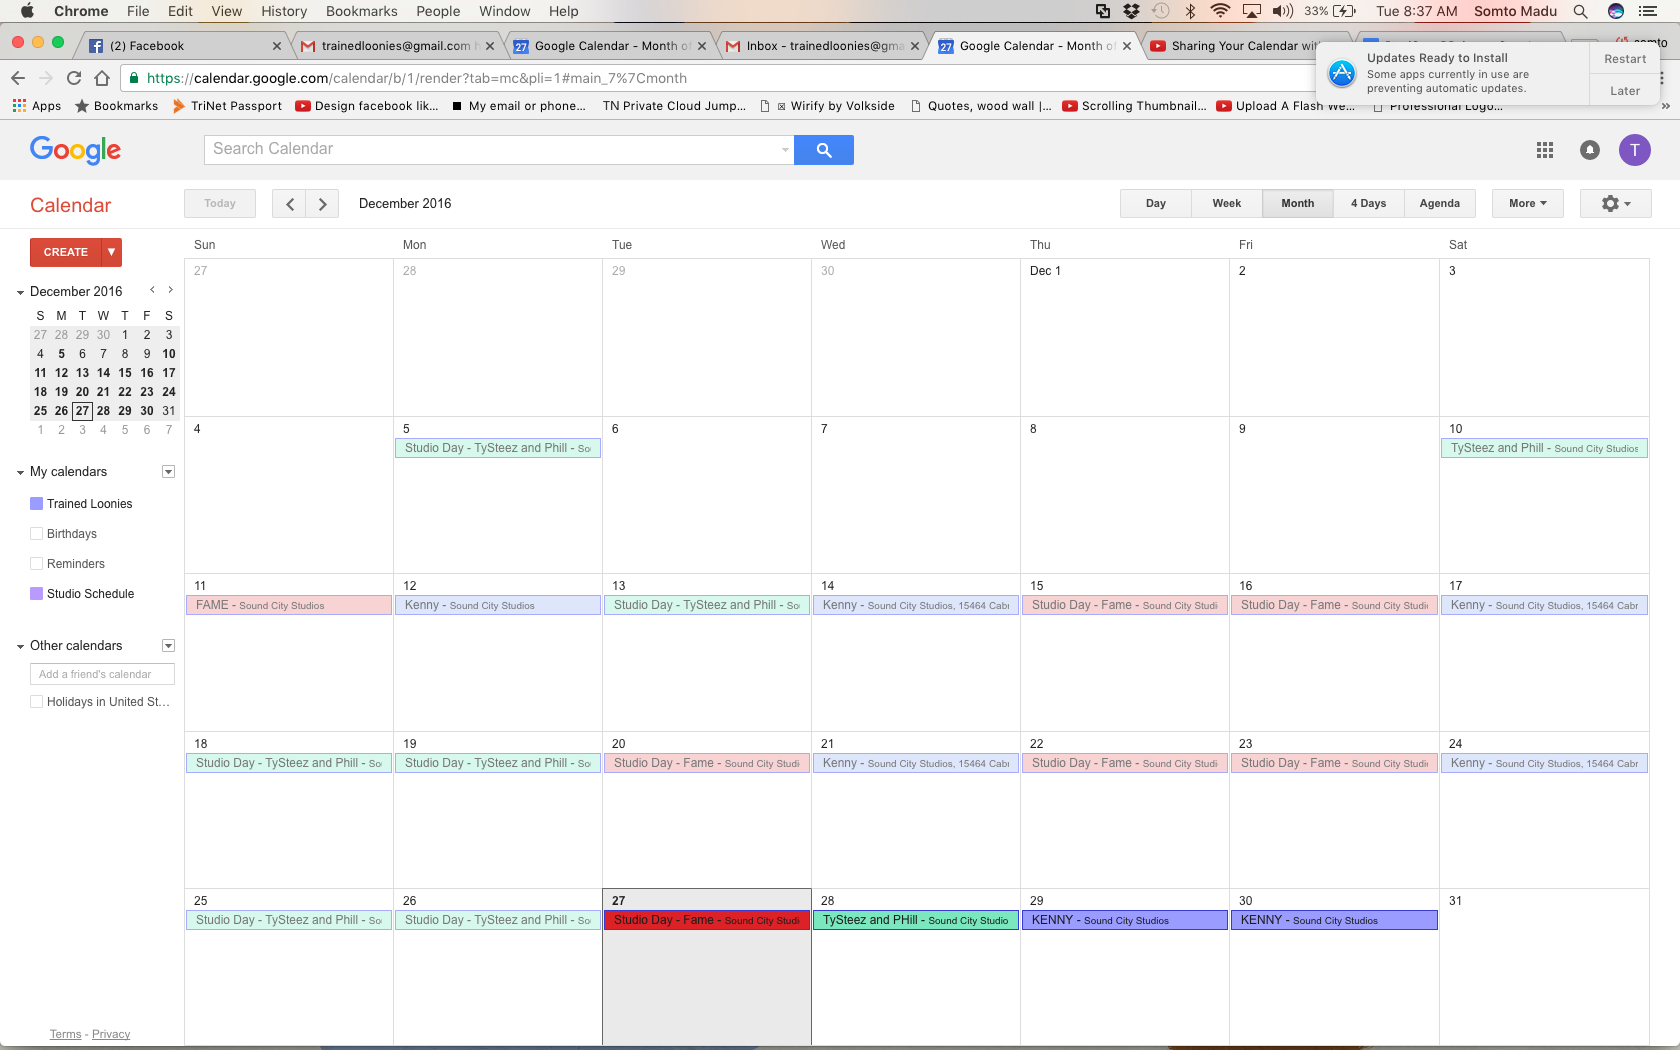 Chrome File Edit View History Bookmarks People Window Help 33% Tue 8:37 AM Somto Madu
(2) Facebook trainedloonies@gmail.com Google Calendar - Month of Inbox - trainedloonies@gma Google Calendar - Month of Sharing Your Calendar wit
Updates Ready to Install
Some apps currently in use are
preventing automatic updates.
Restart
Later
https://calendar.google.com/calendar/b/1/render?tab=mc&pli=1#main_7%7Cmonth
Apps Bookmarks TriNet Passport Design facebook lik... My email or phone... TN Private Cloud Jump... Wirify by Volkside Quotes, wood wall |... Scrolling Thumbnail... Upload A Flash We... Professional Logo...
Google Search Calendar T
Calendar Today December 2016 Day Week Month 4 Days Agenda More
CREATE
December 2016
S M T W T F S
27 28 29 30 1 2 3
4 5 6 7 8 9 10
11 12 13 14 15 16 17
18 19 20 21 22 23 24
25 26 27 28 29 30 31
1 2 3 4 5 6 7
My calendars
Trained Loonies
Birthdays
Reminders
Studio Schedule
Other calendars
Add a friend's calendar
Holidays in United St...
Terms - Privacy
Sun Mon Tue Wed Thu Fri Sat
27 28 29 30 Dec 1 2 3
4 5 6 7 8 9 10
Studio Day - TySteez and Phill - So TySteez and Phill - Sound City Studios
11 12 13 14 15 16 17
FAME - Sound City Studios Kenny - Sound City Studios Studio Day - TySteez and Phill - So Kenny - Sound City Studios, 15464 Cabr Studio Day - Fame - Sound City Studi Studio Day - Fame - Sound City Studi Kenny - Sound City Studios, 15464 Cabr
18 19 20 21 22 23 24
Studio Day - TySteez and Phill - So Studio Day - TySteez and Phill - So Studio Day - Fame - Sound City Studi Kenny - Sound City Studios, 15464 Cabr Studio Day - Fame - Sound City Studi Studio Day - Fame - Sound City Studi Kenny - Sound City Studios, 15464 Cabr
25 26 27 28 29 30 31
Studio Day - TySteez and Phill - So Studio Day - TySteez and Phill - So Studio Day - Fame - Sound City Studi TySteez and PHill - Sound City Studio KENNY - Sound City Studios KENNY - Sound City Studios